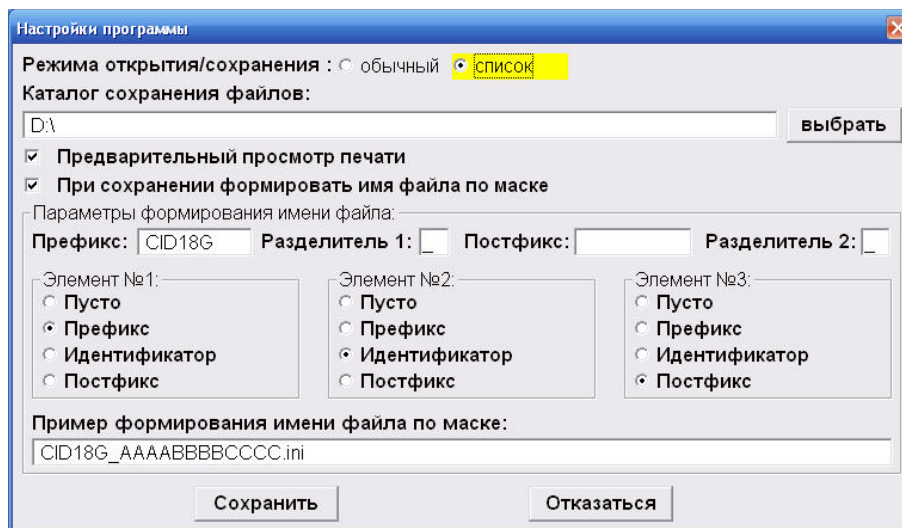 Настройки программы
Режима открытия/сохранения : обычный список
Каталог сохранения файлов:
D:\ выбрать
Предварительный просмотр печати
При сохранении формировать имя файла по маске
Параметры формирования имени файла:
Префикс: CID18G Разделитель 1: _ Постфикс: Разделитель 2: _
Элемент №1: Элемент №2: Элемент №3:
Пусто Пусто Пусто
Префикс Префикс Префикс
Идентификатор Идентификатор Идентификатор
Постфикс Постфикс Постфикс
Пример формирования имени файла по маске:
CID18G_AAAABBBBCCCC.ini
Сохранить Отказаться